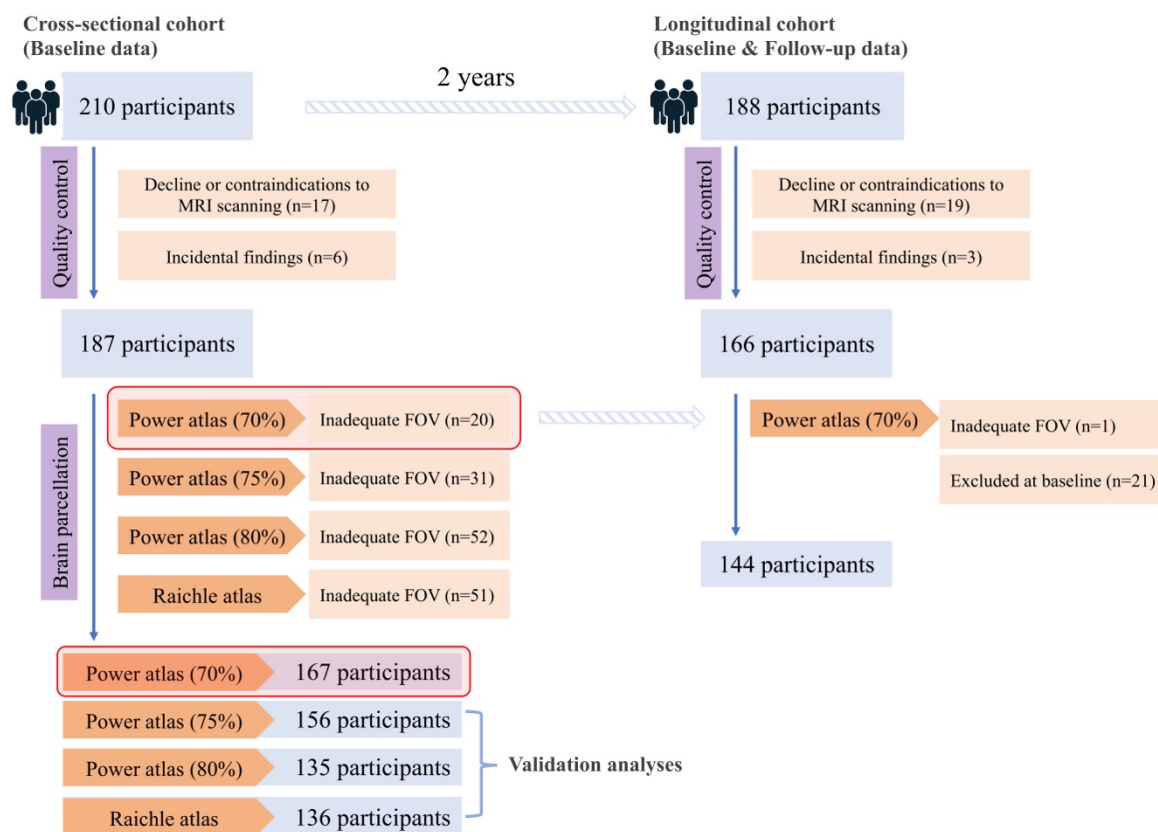 Cross-sectional cohort
(Baseline data)
210 participants
Quality control
Decline or contraindications to
MRI scanning (n=17)
Incidental findings (n=6)
187 participants
Brain parcellation
Power atlas (70%)
Inadequate FOV (n=20)
Power atlas (75%)
Inadequate FOV (n=31)
Power atlas (80%)
Inadequate FOV (n=52)
Raichle atlas
Inadequate FOV (n=51)
Power atlas (70%)
167 participants
Power atlas (75%)
156 participants
Power atlas (80%)
135 participants
Raichle atlas
136 participants
Validation analyses
2 years
Longitudinal cohort
(Baseline & Follow-up data)
188 participants
Quality control
Decline or contraindications to
MRI scanning (n=19)
Incidental findings (n=3)
166 participants
Power atlas (70%)
Inadequate FOV (n=1)
Excluded at baseline (n=21)
144 participants